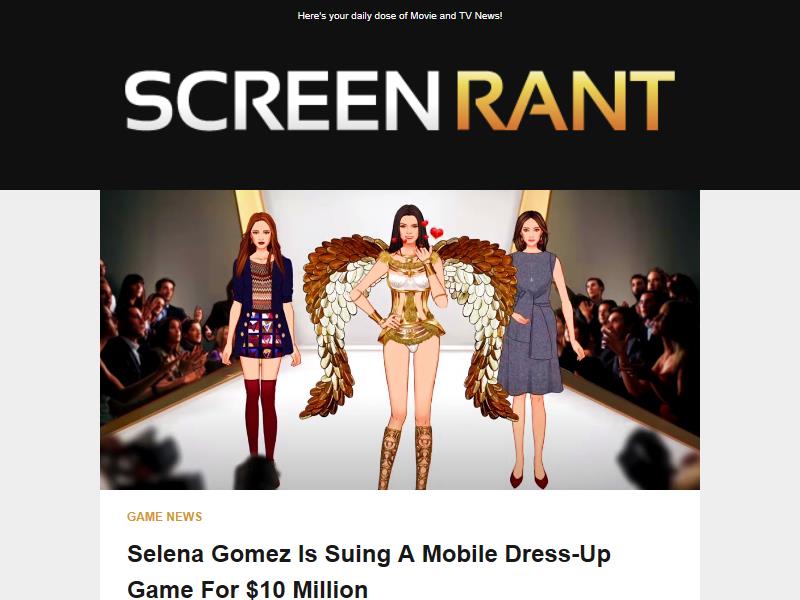 Here's your daily dose of Movie and TV News!
SCREEN RANT
GAME NEWS
Selena Gomez Is Suing A Mobile Dress-Up
Game For $10 Million